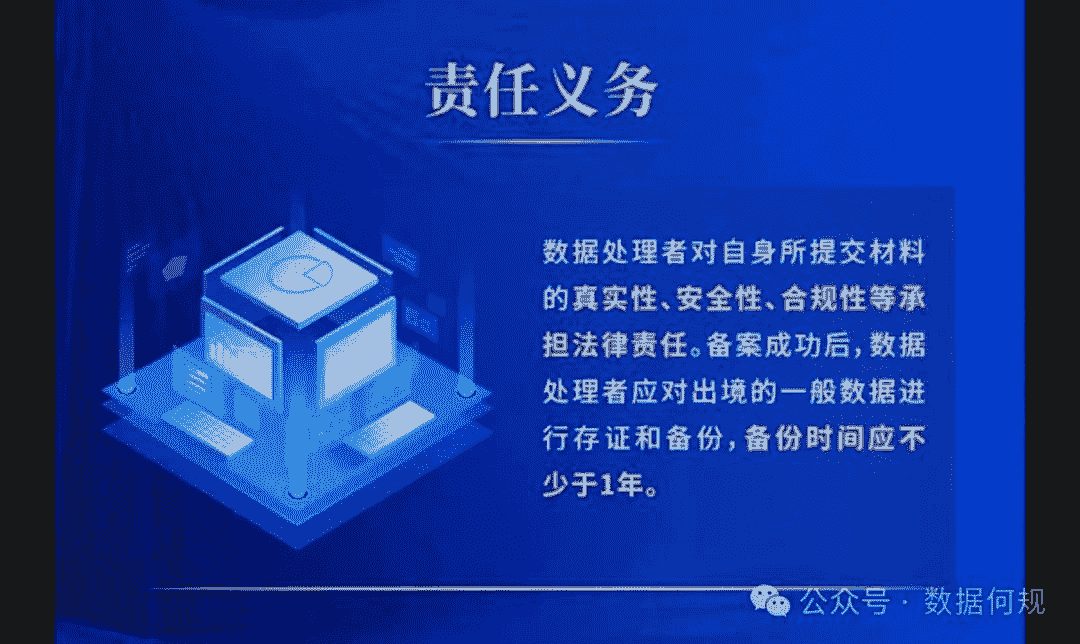 责任义务
数据处理者对自身所提交材料
的真实性、安全性、合规性等承
担法律责任。备案成功后,数据
处理者应对出境的一般数据进
行存证和备份,备份时间应不
少于1年。
公众号·数据何规